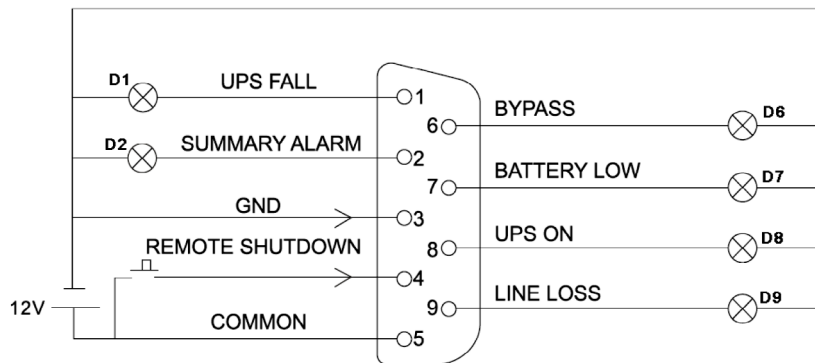 D1 UPS FALL 1
6 BYPASS D6
D2 SUMMARY ALARM 2
7 BATTERY LOW D7
GND 3
REMOTE SHUTDOWN 4
8 UPS ON D8
9 LINE LOSS D9
12V
COMMON 5